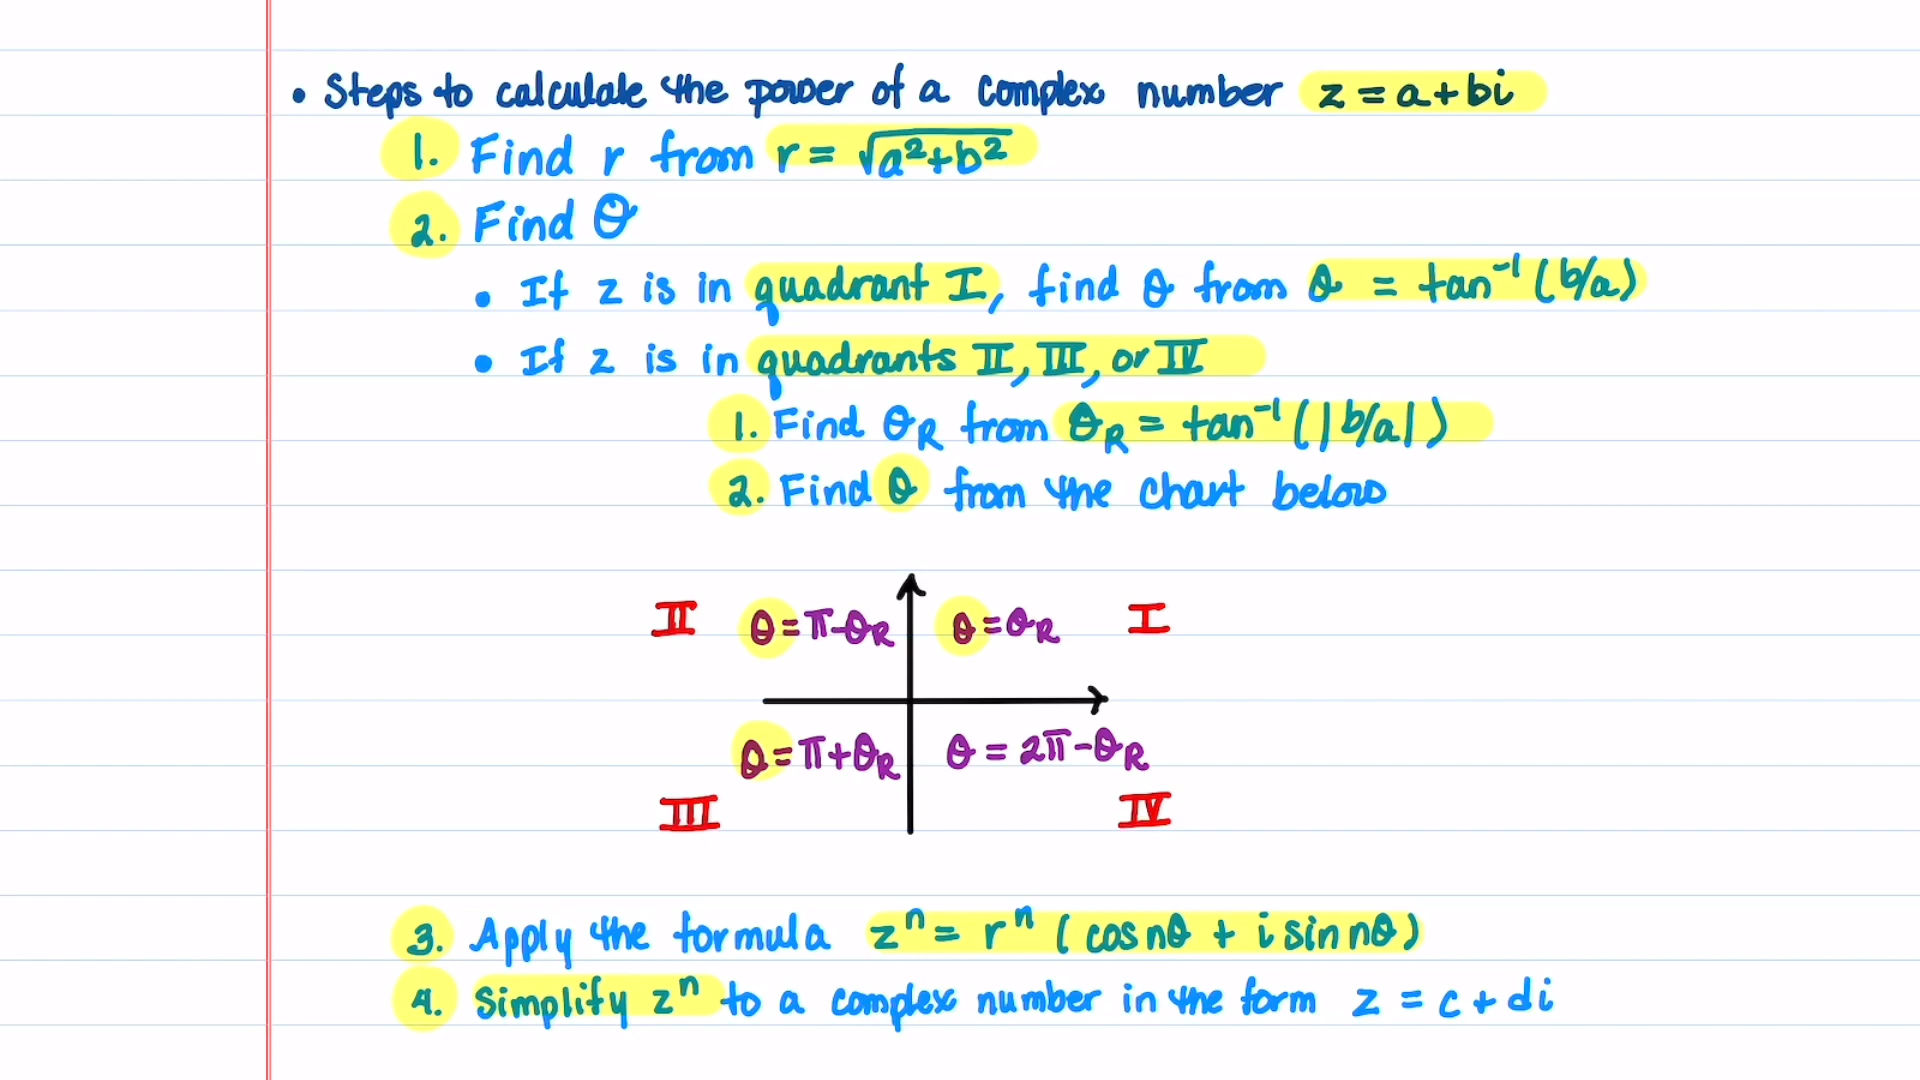 • Steps to calculate the power of a complex number z = a + bi
1. Find r from r = √a²+b²
2. Find θ
• If z is in quadrant I, find θ from θ = tan⁻¹ (b/a)
• If z is in quadrants II, III, or IV
1. Find θR from θR = tan⁻¹ (|b/a|)
2. Find θ from the chart below
II θ = π - θR θ = θR I
θ = π + θR θ = 2π - θR
III IV
3. Apply the formula zⁿ = rⁿ (cos nθ + i sin nθ)
4. Simplify zⁿ to a complex number in the form z = c + di